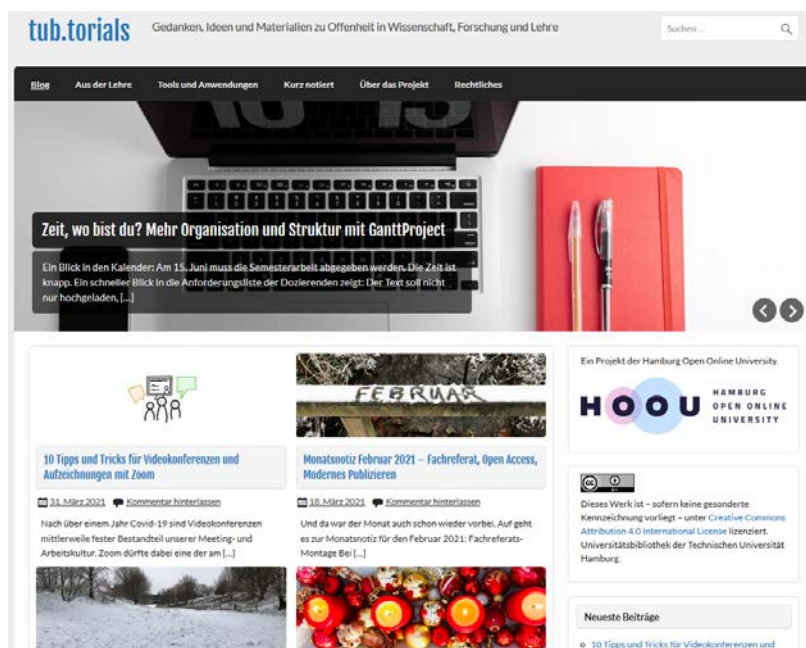 tub.torials
Gedanken, Ideen und Materialien zu Offenheit in Wissenschaft, Forschung und Lehre
Suchen ...
Blog Aus der Lehre Tools und Anwendungen Kurz notiert Über das Projekt Rechtliches
10 15
Zeit, wo bist du? Mehr Organisation und Struktur mit GanttProject
Ein Blick in den Kalender: Am 15. Juni muss die Semesterarbeit abgegeben werden. Die Zeit ist
knapp. Ein schneller Blick in die Anforderungsliste der Dozierenden zeigt: Der Text soll nicht
nur hochgeladen, [...]
10 Tipps und Tricks für Videokonferenzen und
Aufzeichnungen mit Zoom
31. März 2021 Kommentar hinterlassen
Nach über einem Jahr Covid-19 sind Videokonferenzen
mittlerweile fester Bestandteil unserer Meeting- und
Arbeitskultur. Zoom dürfte dabei eine der am [...]
FEBRUAR
Monatsnotiz Februar 2021 – Fachreferat, Open Access,
Modernes Publizieren
18. März 2021 Kommentar hinterlassen
Und da war der Monat auch schon wieder vorbei. Auf geht
es zur Monatsnotiz für den Februar 2021: Fachreferats-
Montage Bei [...]
Ein Projekt der Hamburg Open Online University.
HOOU
HAMBURG
OPEN ONLINE
UNIVERSITY
cc
Dieses Werk ist – sofern keine gesonderte
Kennzeichnung vorliegt – unter Creative Commons
Attribution 4.0 International License lizenziert.
Universitätsbibliothek der Technischen Universität
Hamburg.
Neueste Beiträge
10 Tipps und Tricks für Videokonferenzen und